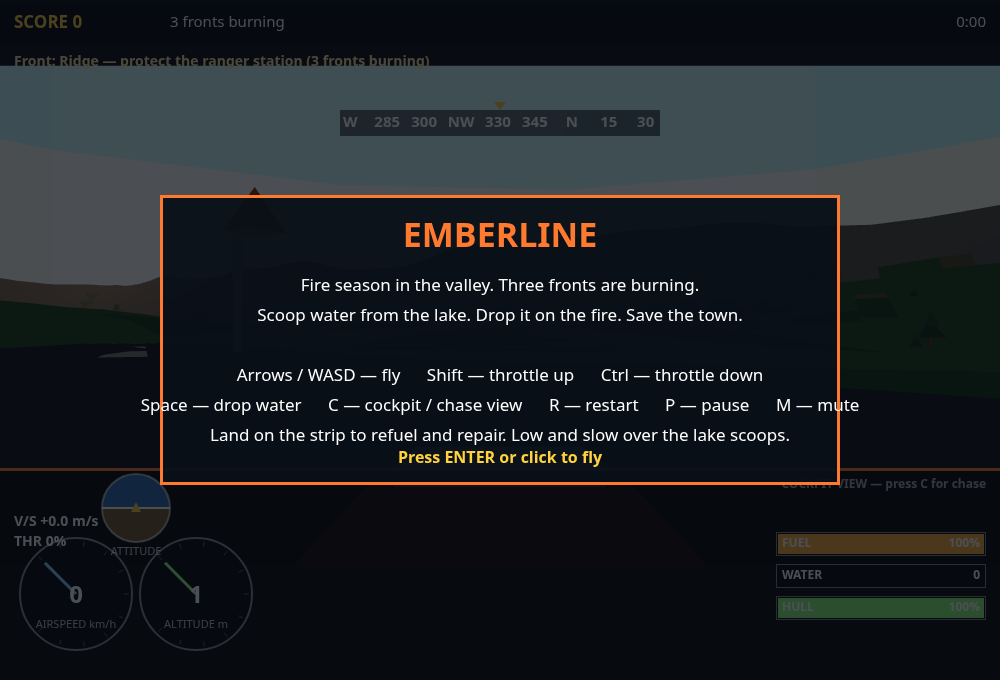 SCORE 0 3 fronts burning 0:00
Front: Ridge — protect the ranger station (3 fronts burning)
W 285 300 NW 330 345 N 15 30
EMBERLINE
Fire season in the valley. Three fronts are burning.
Scoop water from the lake. Drop it on the fire. Save the town.
Arrows / WASD — fly Shift — throttle up Ctrl — throttle down
Space — drop water C — cockpit / chase view R — restart P — pause M — mute
Land on the strip to refuel and repair. Low and slow over the lake scoops.
Press ENTER or click to fly
COCKPIT VIEW — press C for chase
V/S +0.0 m/s
THR 0%
ATTITUDE
0
AIRSPEED km/h
1
ALTITUDE m
FUEL 100%
WATER 0
HULL 100%